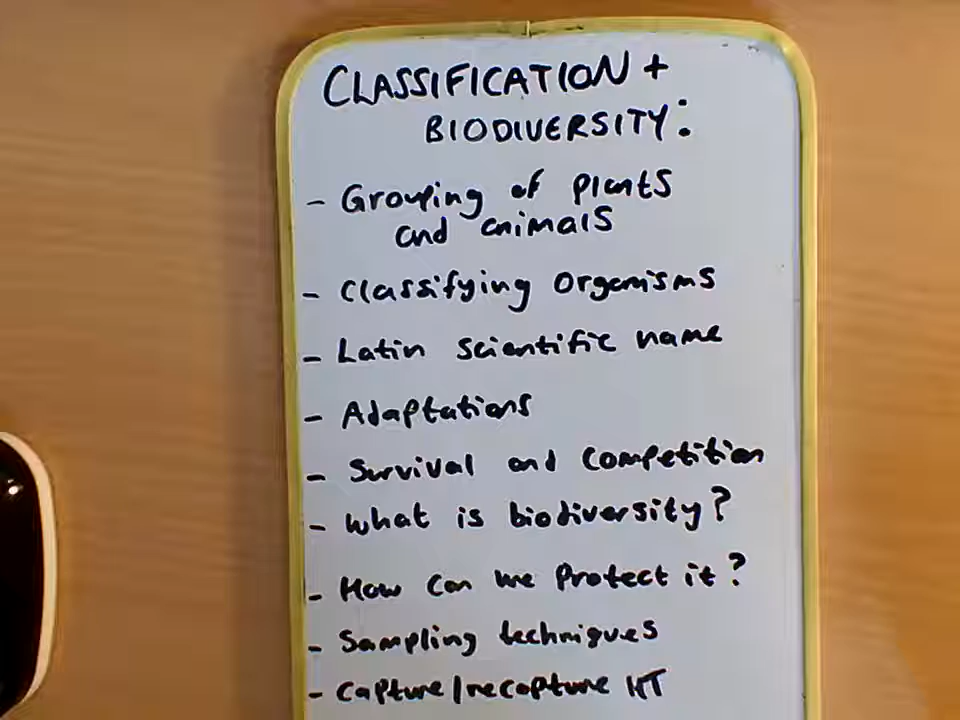 CLASSIFICATION +
BIODIVERSITY:
- Grouping of plants
and animals
- Classifying organisms
- Latin scientific name
- Adaptations
- Survival and competition
- What is biodiversity?
- How can we protect it?
- Sampling techniques
- Capture/recapture HT